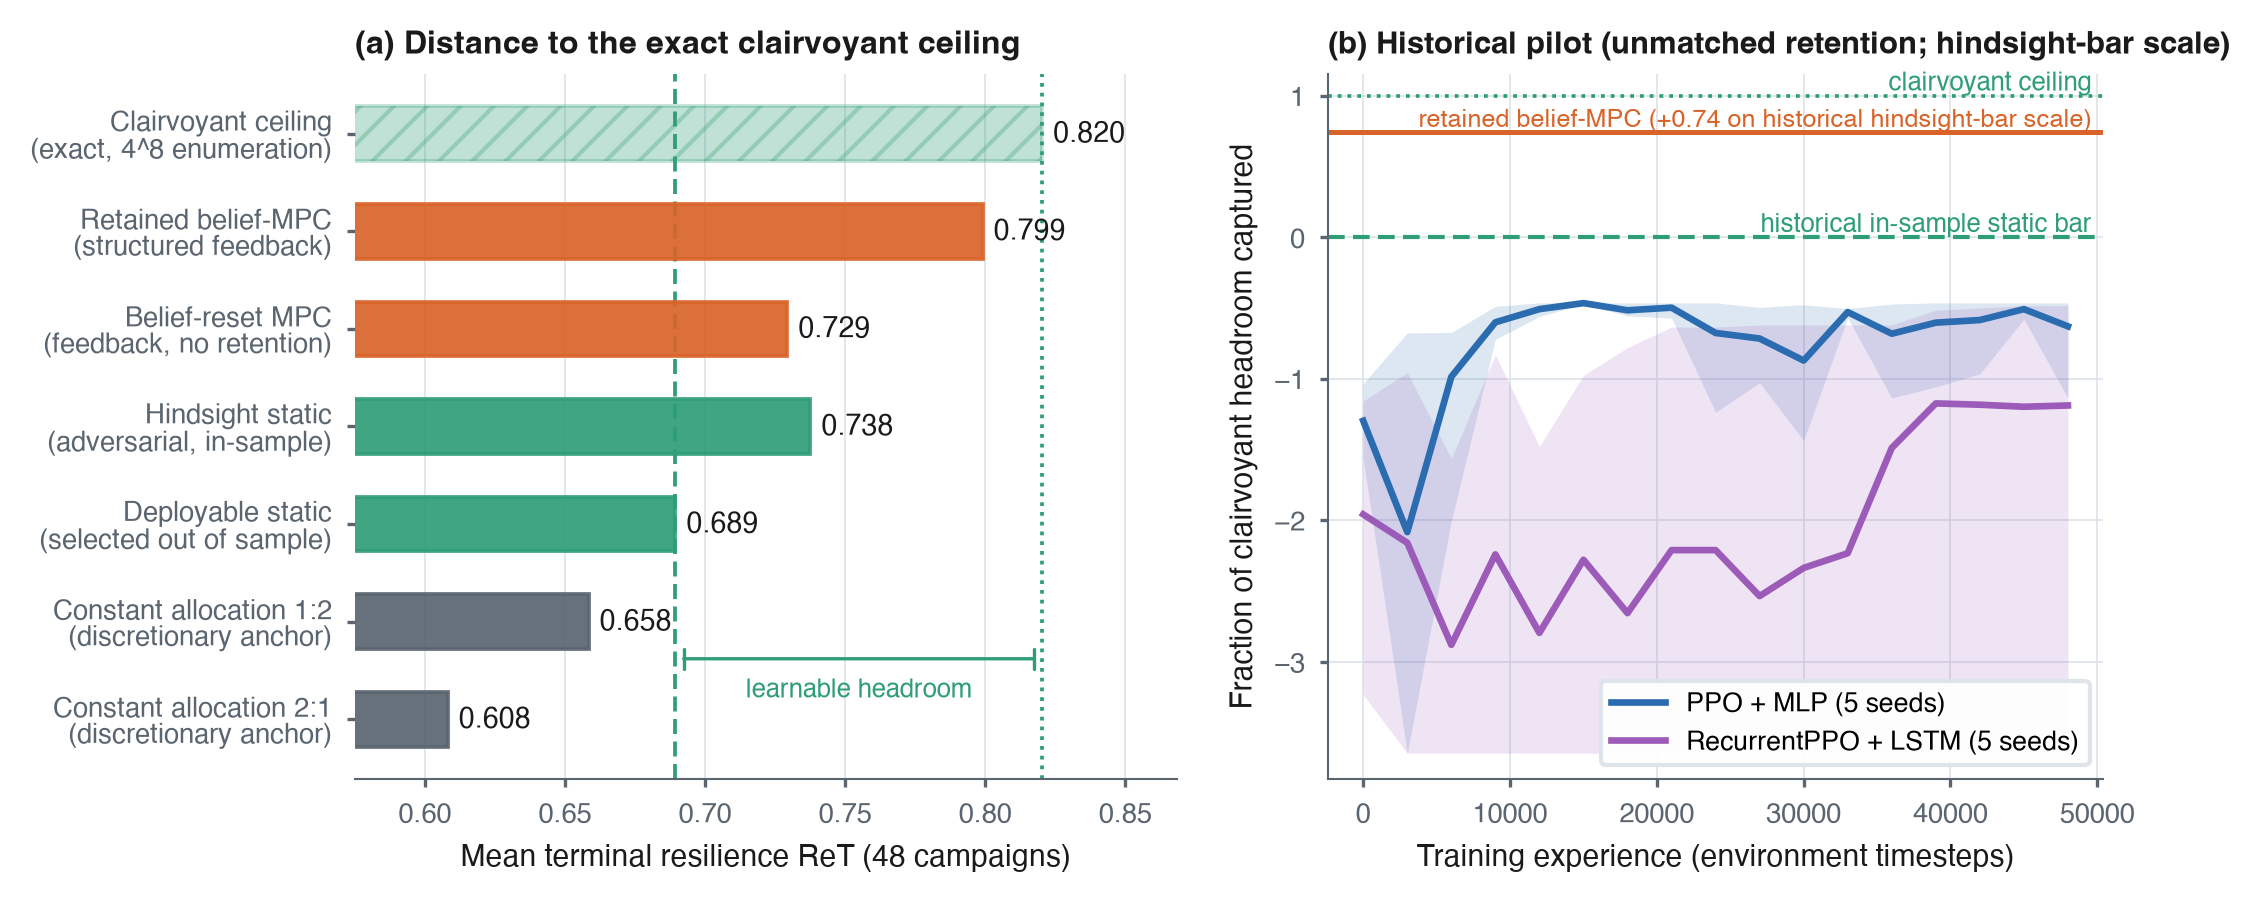 (a) Distance to the exact clairvoyant ceiling
Clairvoyant ceiling
(exact, 4^8 enumeration)
0.820
Retained belief-MPC
(structured feedback)
0.799
Belief-reset MPC
(feedback, no retention)
0.729
Hindsight static
(adversarial, in-sample)
0.738
Deployable static
(selected out of sample)
0.689
Constant allocation 1:2
(discretionary anchor)
0.658
learnable headroom
Constant allocation 2:1
(discretionary anchor)
0.608
0.60 0.65 0.70 0.75 0.80 0.85
Mean terminal resilience ReT (48 campaigns)
(b) Historical pilot (unmatched retention; hindsight-bar scale)
clairvoyant ceiling
retained belief-MPC (+0.74 on historical hindsight-bar scale)
historical in-sample static bar
Fraction of clairvoyant headroom captured
1
0
−1
−2
−3
PPO + MLP (5 seeds)
RecurrentPPO + LSTM (5 seeds)
0 10000 20000 30000 40000 50000
Training experience (environment timesteps)